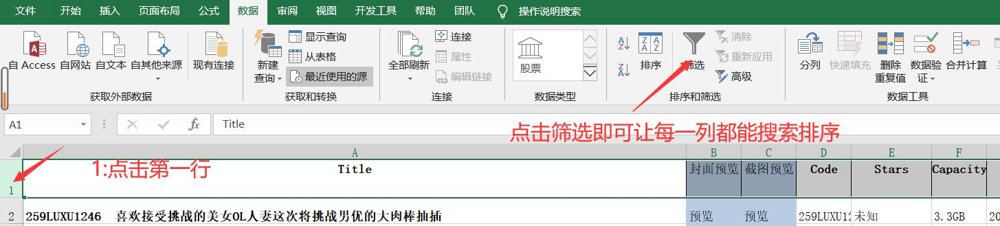 文件 开始 插入 页面布局 公式 数据 审阅 视图 开发工具 帮助 团队 操作说明搜索
自 Access 自网站 自文本 自其他来源 现有连接
获取外部数据
新建查询
显示查询
从表格
最近使用的源
获取和转换
全部刷新
连接
属性
编辑链接
连接
股票
数据类型
排序
筛选
清除
重新应用
高级
排序和筛选
分列 快速填充 删除重复值 数据验证 合并计算
数据工具
A1 fx Title
点击筛选即可让每一列都能搜索排序
A B C D E F
1:点击第一行
1 Title 封面预览 截图预览 Code Stars Capacity
2 259LUXU1246 喜欢接受挑战的美女OL人妻这次将挑战男优的大肉棒抽插 预览 预览 259LUXU12 未知 3.3GB 20